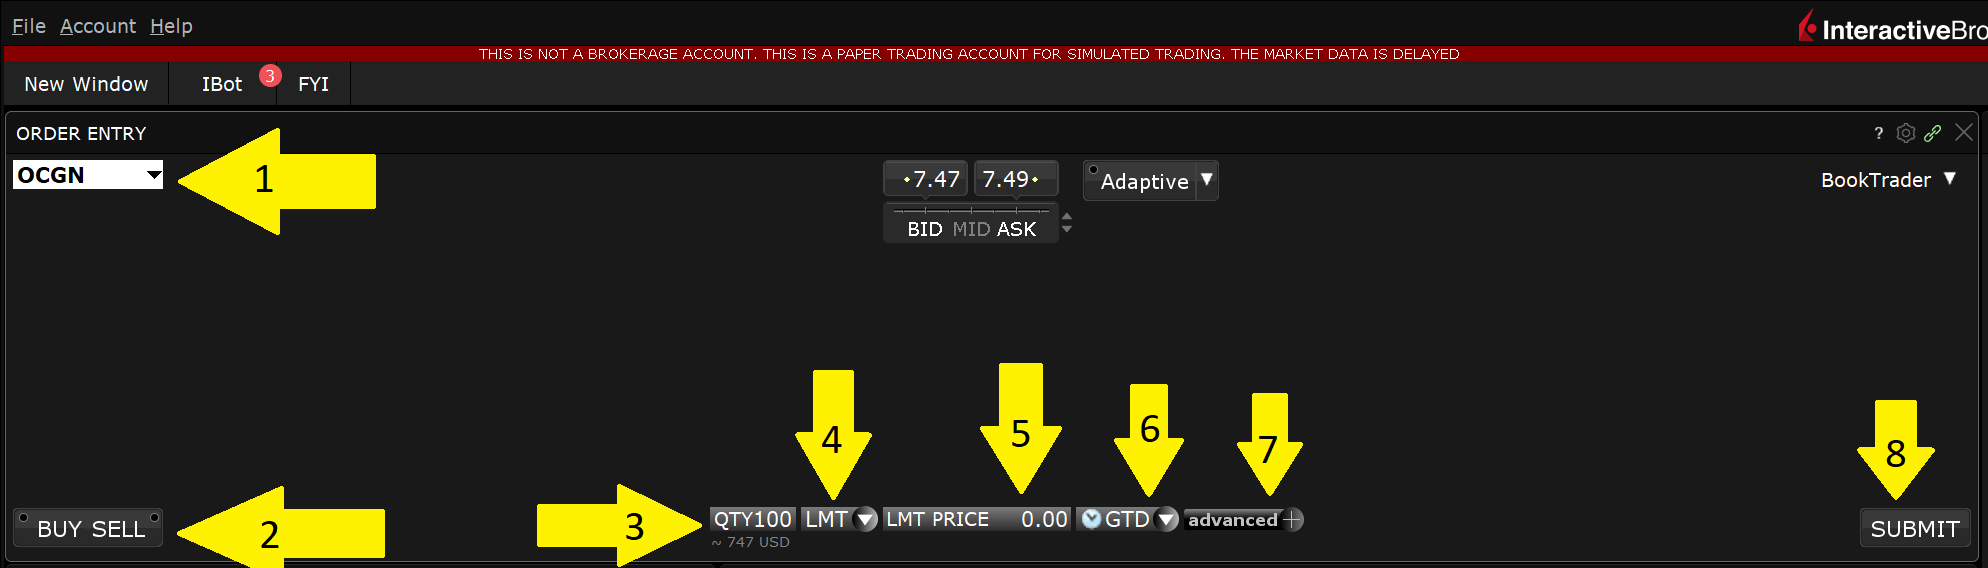 File Account Help
InteractiveBro
THIS IS NOT A BROKERAGE ACCOUNT. THIS IS A PAPER TRADING ACCOUNT FOR SIMULATED TRADING. THE MARKET DATA IS DELAYED
New Window IBot 3 FYI
ORDER ENTRY ?
OCGN 1 7.47 7.49 Adaptive BookTrader
BID MID ASK
4 5 6 7 8
2 3
BUY SELL QTY100 LMT LMT PRICE 0.00 GTD advanced + SUBMIT
~ 747 USD